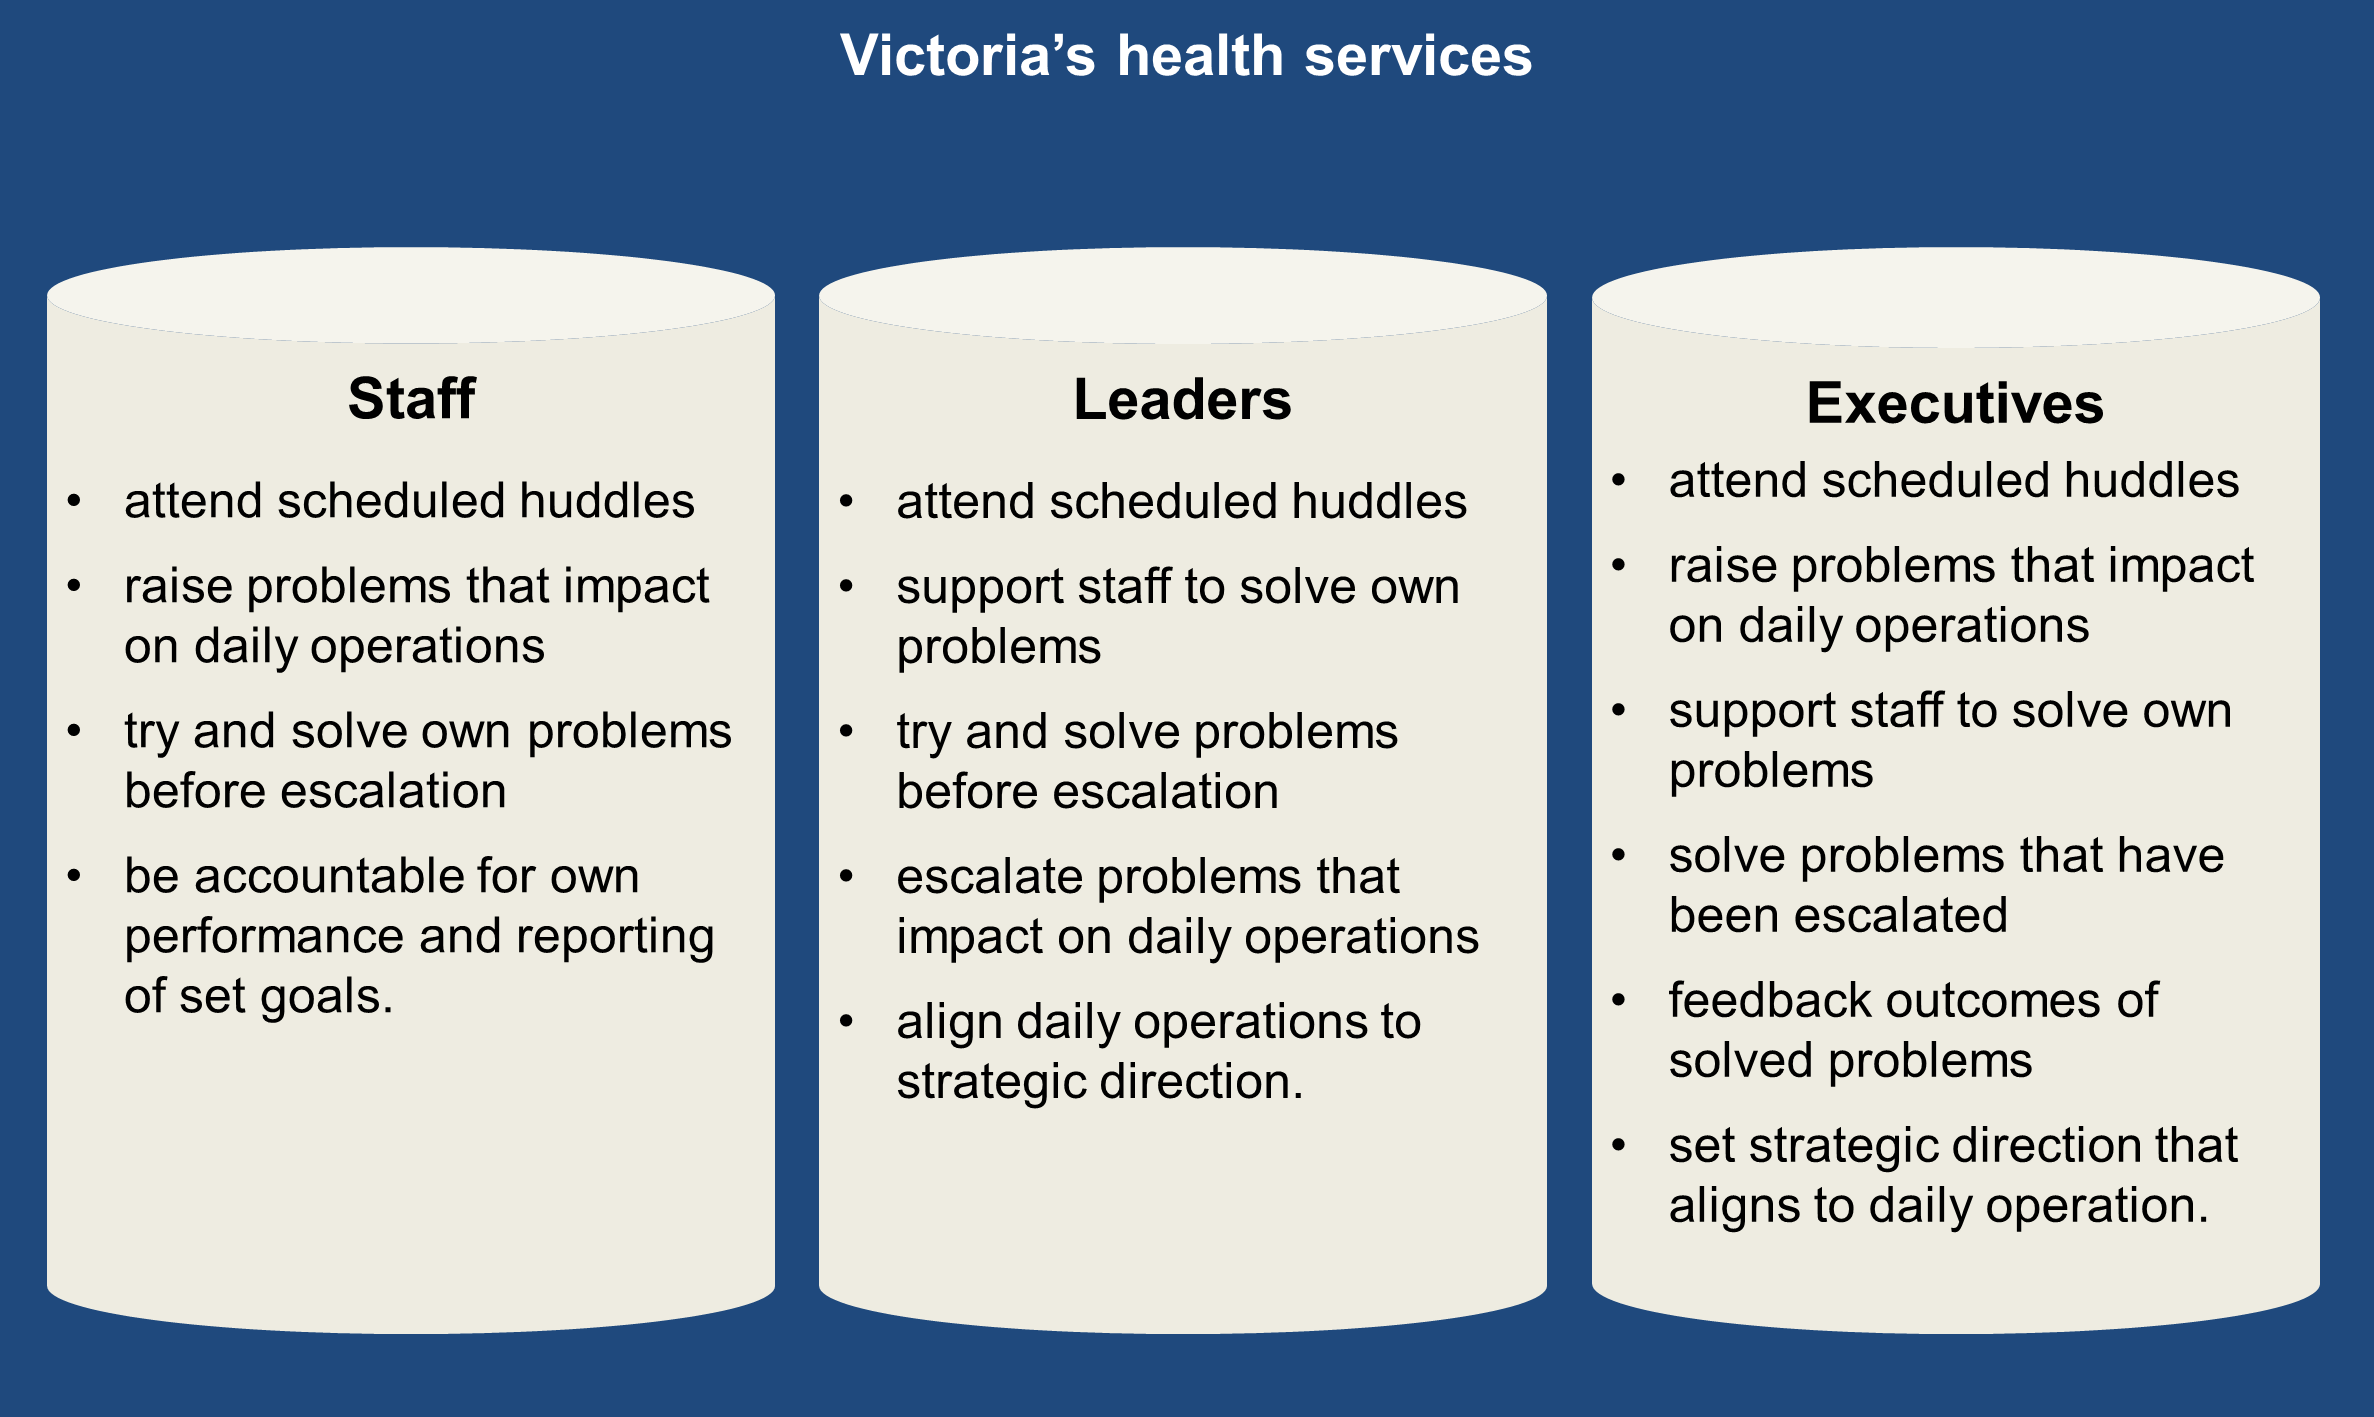 Victoria’s health services
Staff
• attend scheduled huddles
• raise problems that impact
on daily operations
• try and solve own problems
before escalation
• be accountable for own
performance and reporting
of set goals.
Leaders
• attend scheduled huddles
• support staff to solve own
problems
• try and solve problems
before escalation
• escalate problems that
impact on daily operations
• align daily operations to
strategic direction.
Executives
• attend scheduled huddles
• raise problems that impact
on daily operations
• support staff to solve own
problems
• solve problems that have
been escalated
• feedback outcomes of
solved problems
• set strategic direction that
aligns to daily operation.